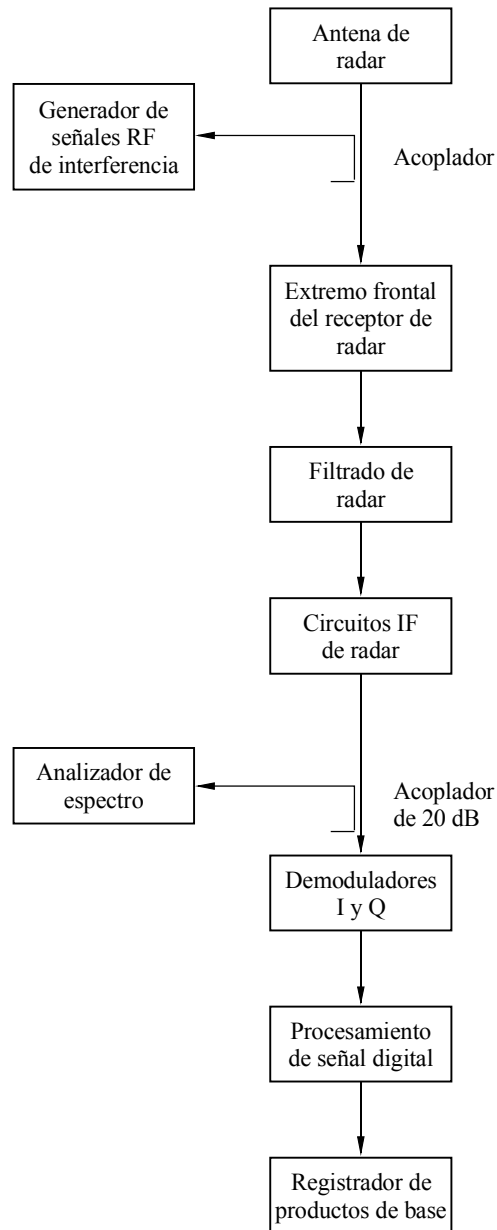 Antena de
radar
Generador de
señales RF
de interferencia
Acoplador
Extremo frontal
del receptor de
radar
Filtrado de
radar
Circuitos IF
de radar
Analizador de
espectro
Acoplador
de 20 dB
Demoduladores
I y Q
Procesamiento
de señal digital
Registrador de
productos de base